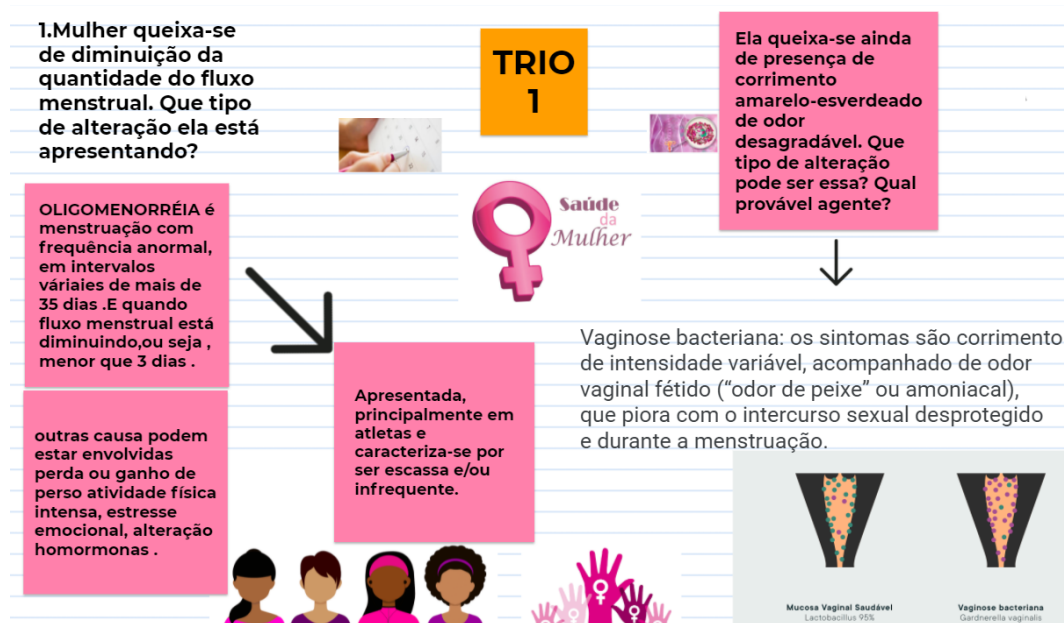 1.Mulher queixa-se
de diminuição da
quantidade do fluxo
menstrual. Que tipo
de alteração ela está
apresentando?
TRIO
1
Ela queixa-se ainda
de presença de
corrimento
amarelo-esverdeado
de odor
desagradável. Que
tipo de alteração
pode ser essa? Qual
provável agente?
OLIGOMENORRÉIA é
menstruação com
frequência anormal,
em intervalos
váriaies de mais de
35 dias .E quando
fluxo menstrual está
diminuindo,ou seja ,
menor que 3 dias .
Saúde
da
Mulher
outras causa podem
estar envolvidas
perda ou ganho de
perso atividade física
intensa, estresse
emocional, alteração
homormonas .
Apresentada,
principalmente em
atletas e
caracteriza-se por
ser escassa e/ou
infrequente.
Vaginose bacteriana: os sintomas são corrimento
de intensidade variável, acompanhado de odor
vaginal fétido (“odor de peixe” ou amoniacal),
que piora com o intercurso sexual desprotegido
e durante a menstruação.
Mucosa Vaginal Saudável
Lactobacillus 95%
Vaginose bacteriana
Gardnerella vaginalis